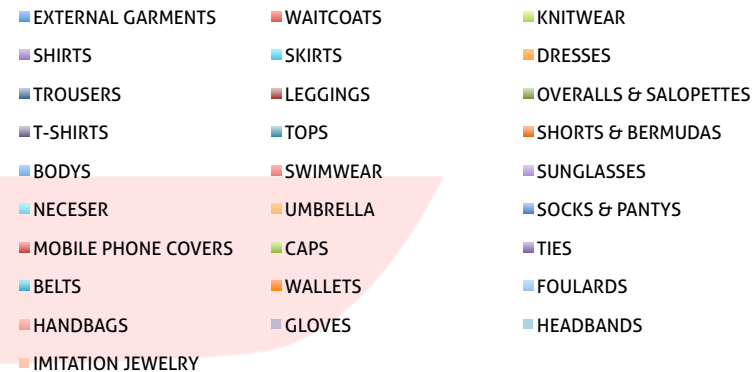 EXTERNAL GARMENTS WAITCOATS KNITWEAR
SHIRTS SKIRTS DRESSES
TROUSERS LEGGINGS OVERALLS & SALOPETTES
T-SHIRTS TOPS SHORTS & BERMUDAS
BODYS SWIMWEAR SUNGLASSES
NECESER UMBRELLA SOCKS & PANTYS
MOBILE PHONE COVERS CAPS TIES
BELTS WALLETS FOULARDS
HANDBAGS GLOVES HEADBANDS
IMITATION JEWELRY